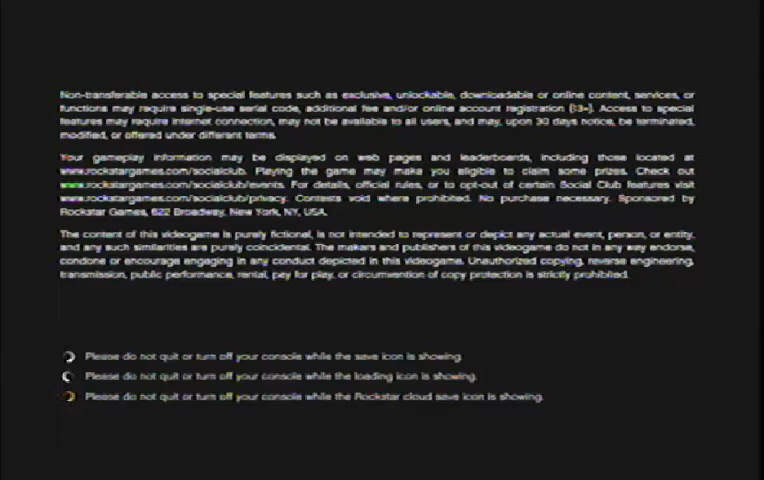 Non-transferable access to special features such as exclusive, unlockable, downloadable or online content, services, or
functions may require single-use serial code, additional fee and/or online account registration (13+). Access to special
features may require internet connection, may not be available to all users, and may, upon 30 days notice, be terminated,
modified, or offered under different terms.
Your gameplay information may be displayed on web pages and leaderboards, including those located at
www.rockstargames.com/socialclub. Playing the game may make you eligible to claim some prizes. Check out
www.rockstargames.com/socialclub/events. For details, official rules, or to opt-out of certain Social Club features visit
www.rockstargames.com/socialclub/privacy. Contests void where prohibited. No purchase necessary. Sponsored by
Rockstar Games, 622 Broadway, New York, NY, USA.
The content of this videogame is purely fictional, is not intended to represent or depict any actual event, person, or entity,
and any such similarities are purely coincidental. The makers and publishers of this videogame do not in any way endorse,
condone or encourage engaging in any conduct depicted in this videogame. Unauthorized copying, reverse engineering,
transmission, public performance, rental, pay for play, or circumvention of copy protection is strictly prohibited.
Please do not quit or turn off your console while the save icon is showing.
Please do not quit or turn off your console while the loading icon is showing.
Please do not quit or turn off your console while the Rockstar cloud save icon is showing.